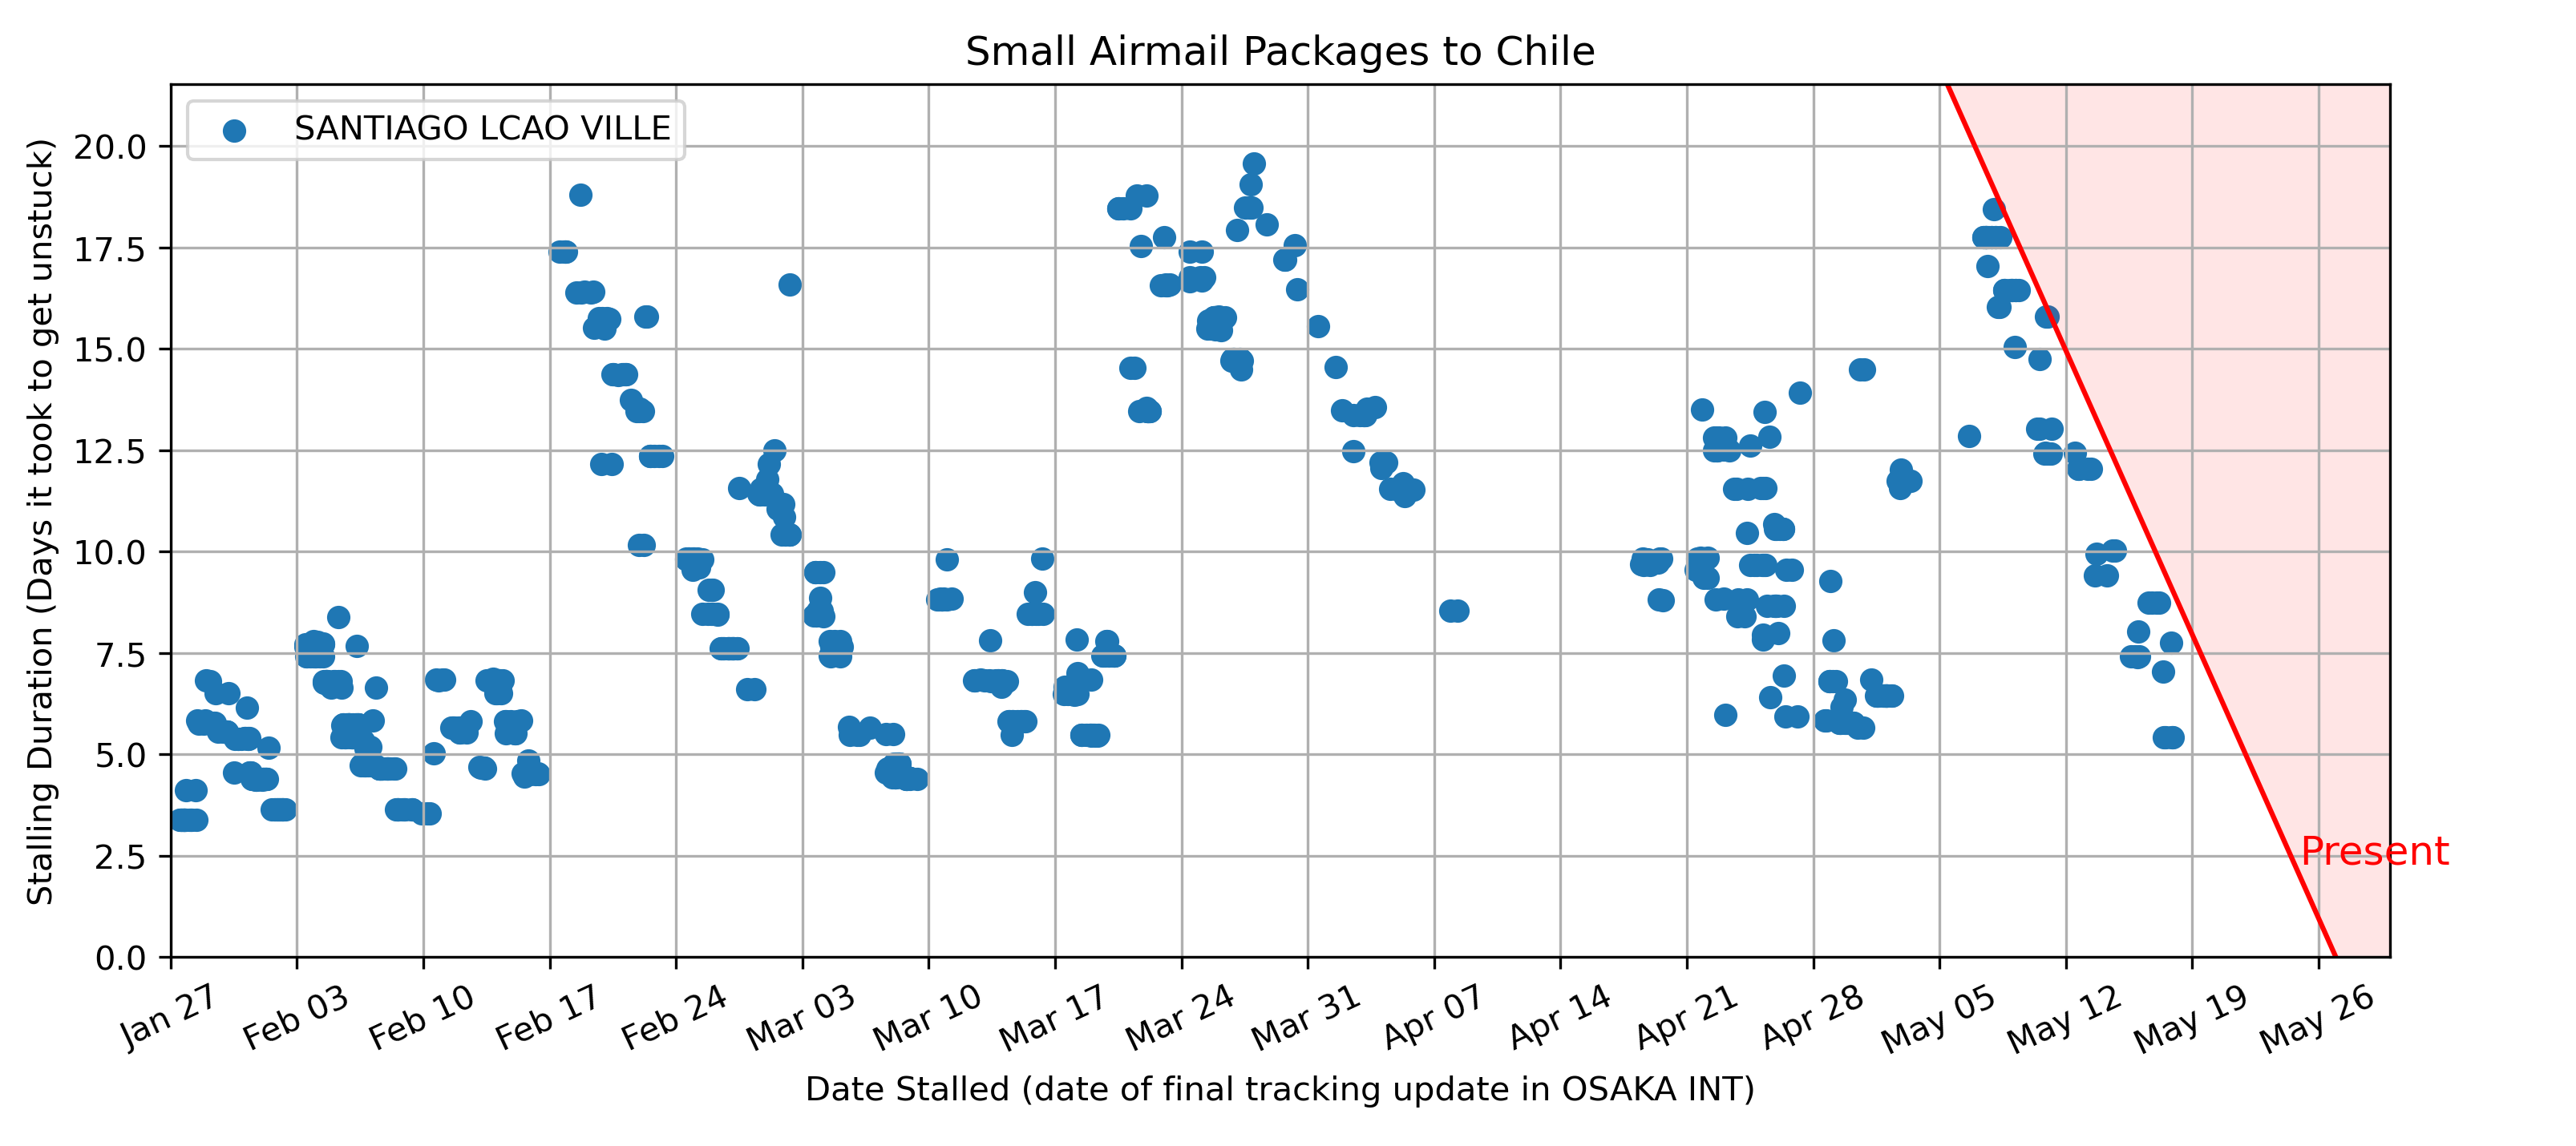 Small Airmail Packages to Chile
SANTIAGO LCAO VILLE
Stalling Duration (Days it took to get unstuck)
20.0
17.5
15.0
12.5
10.0
7.5
5.0
2.5
0.0
Present
Jan 27 Feb 03 Feb 10 Feb 17 Feb 24 Mar 03 Mar 10 Mar 17 Mar 24 Mar 31 Apr 07 Apr 14 Apr 21 Apr 28 May 05 May 12 May 19 May 26
Date Stalled (date of final tracking update in OSAKA INT)